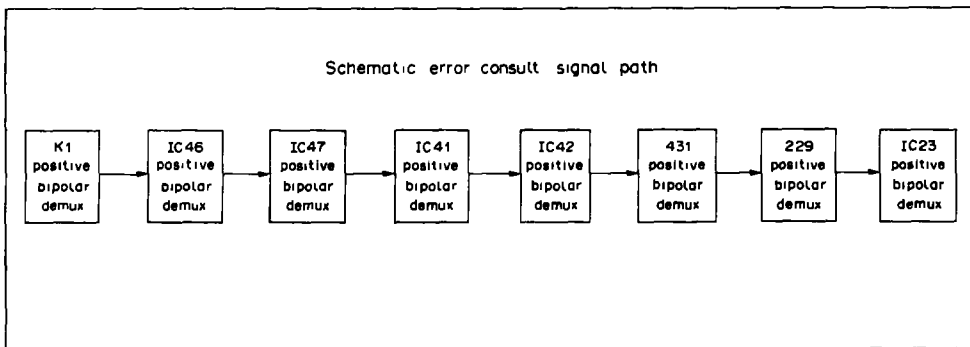 Schematic error consult signal path
K1
positive
bipolar
demux
IC46
positive
bipolar
demux
IC47
positive
bipolar
demux
IC41
positive
bipolar
demux
IC42
positive
bipolar
demux
431
positive
bipolar
demux
229
positive
bipolar
demux
IC23
positive
bipolar
demux